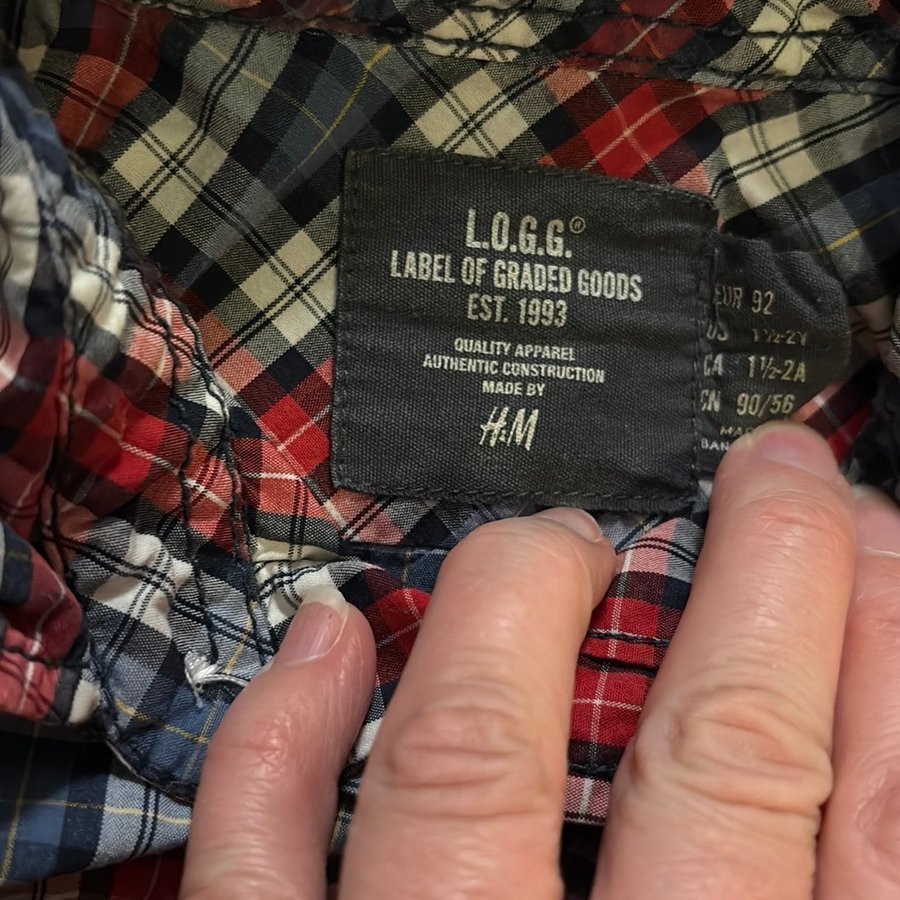 L.O.G.G.®
LABEL OF GRADED GOODS
EST. 1993
QUALITY APPAREL
AUTHENTIC CONSTRUCTION
MADE BY
H&M
EUR 92
US 1½-2Y
CA 1½-2A
CN 90/56